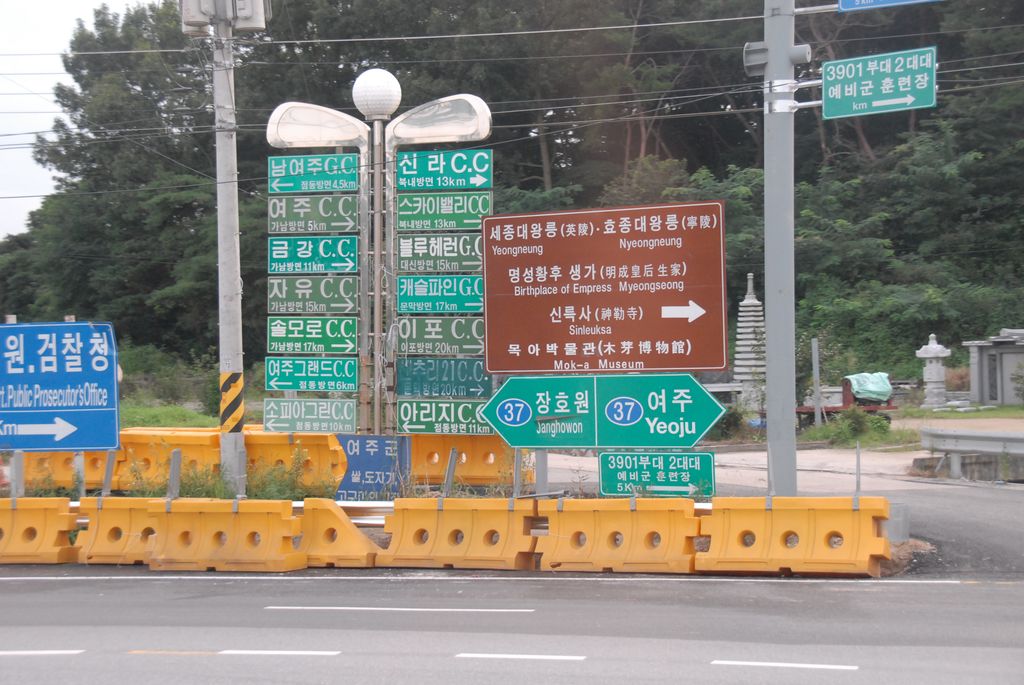 원.검찰청
t.Public Prosecutor's Office
Km
남여주G.C.
점동방면 4.5km
여 주 C.C.
가남방면 5km
금 강 C.C
가남방면 11km
자 유 C.C
가남방면 15km
솔모로 C.C.
가남방면 17km
여주그랜드C.C
점동방면 6km
소피아그린C.C
점동방면 10km
신 라 C.C
북내방면 13km
스카이밸리CC
북내방면 13km
블루헤런G.C
대신방면 15km
캐슬파인G.C
문막방면 17km
이 포 C.C.
이포방면 20km
21C.C
20km
아리지C.C
가남방면 11km
여 주 군
쌀,도자기
세종대왕릉(英陵)·효종대왕릉(寧陵)
Yeongneung Nyeongneung
명성황후 생가(明成皇后生家)
Birthplace of Empress Myeongseong
신륵사(神勒寺)
Sinleuksa
목아박물관(木芽博物館)
Mok-a Museum
37 장호원
Janghowon
37 여주
Yeoju
3901부대 2대대
예비군 훈련장
5Km
3901부대 2대대
예비군 훈련장
km
5km